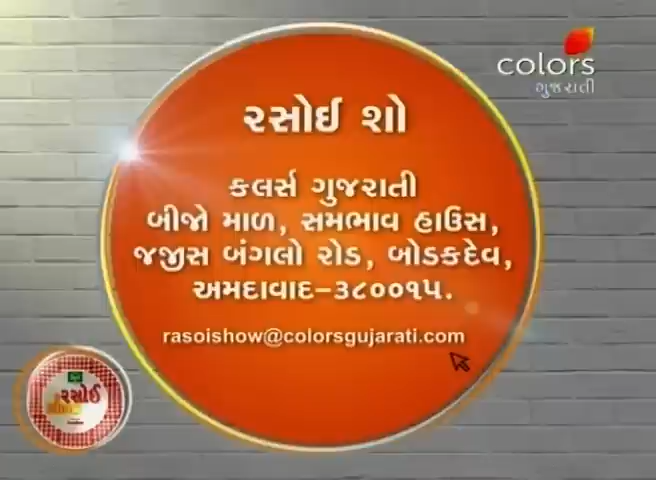 colors
ગુજરાતી
રસોઈ શો
કલર્સ ગુજરાતી
બીજો માળ, સમભાવ હાઉસ,
જજીસ બંગલો રોડ, બોડકદેવ,
અમદાવાદ-૩૮૦૦૧૫.
rasoishow@colorsgujarati.com
રસોઈ